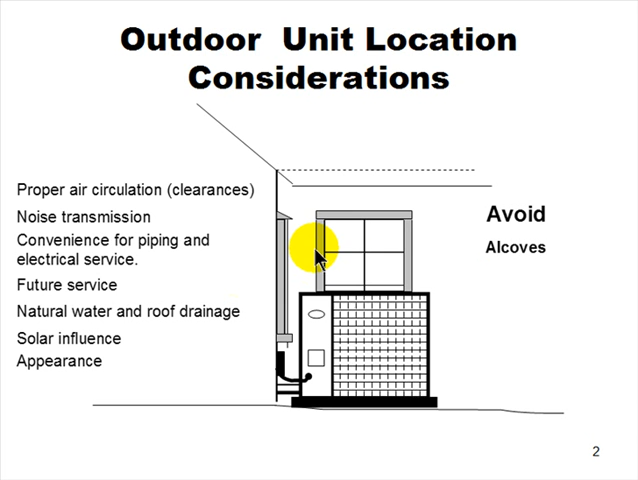 Outdoor Unit Location
Considerations
Proper air circulation (clearances)
Noise transmission
Convenience for piping and
electrical service.
Future service
Natural water and roof drainage
Solar influence
Appearance
Avoid
Alcoves
2